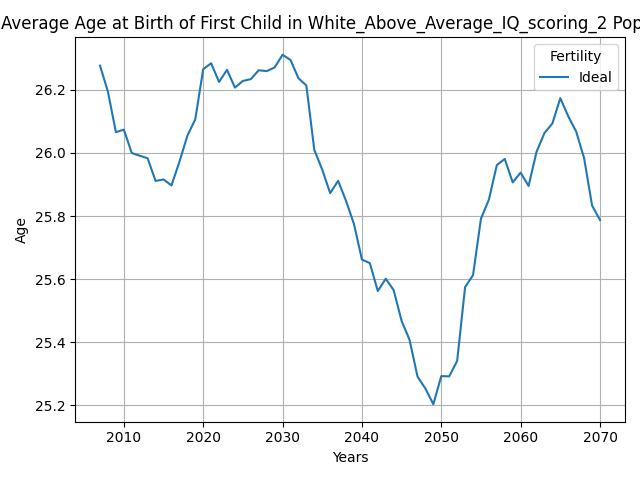 Average Age at Birth of First Child in White_Above_Average_IQ_scoring_2 Pop
Fertility
Ideal
26.2
26.0
25.8
25.6
25.4
25.2
Age
2010 2020 2030 2040 2050 2060 2070
Years